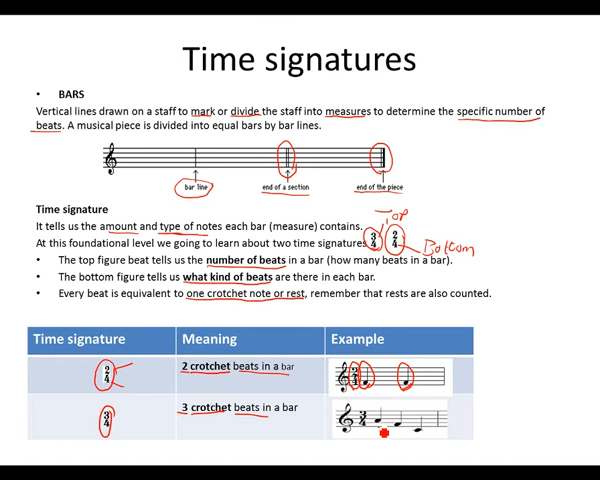 Time signatures
• BARS
Vertical lines drawn on a staff to mark or divide the staff into measures to determine the specific number of
beats. A musical piece is divided into equal bars by bar lines.
bar line end of a section end of the piece
Time signature
Top
It tells us the amount and type of notes each bar (measure) contains.
At this foundational level we going to learn about two time signatures 3/4 2/4
Bottom
• The top figure beat tells us the number of beats in a bar (how many beats in a bar).
• The bottom figure tells us what kind of beats are there in each bar.
• Every beat is equivalent to one crotchet note or rest, remember that rests are also counted.
Time signature Meaning Example
2/4 2 crotchet beats in a bar 2/4
3/4 3 crotchet beats in a bar 3/4